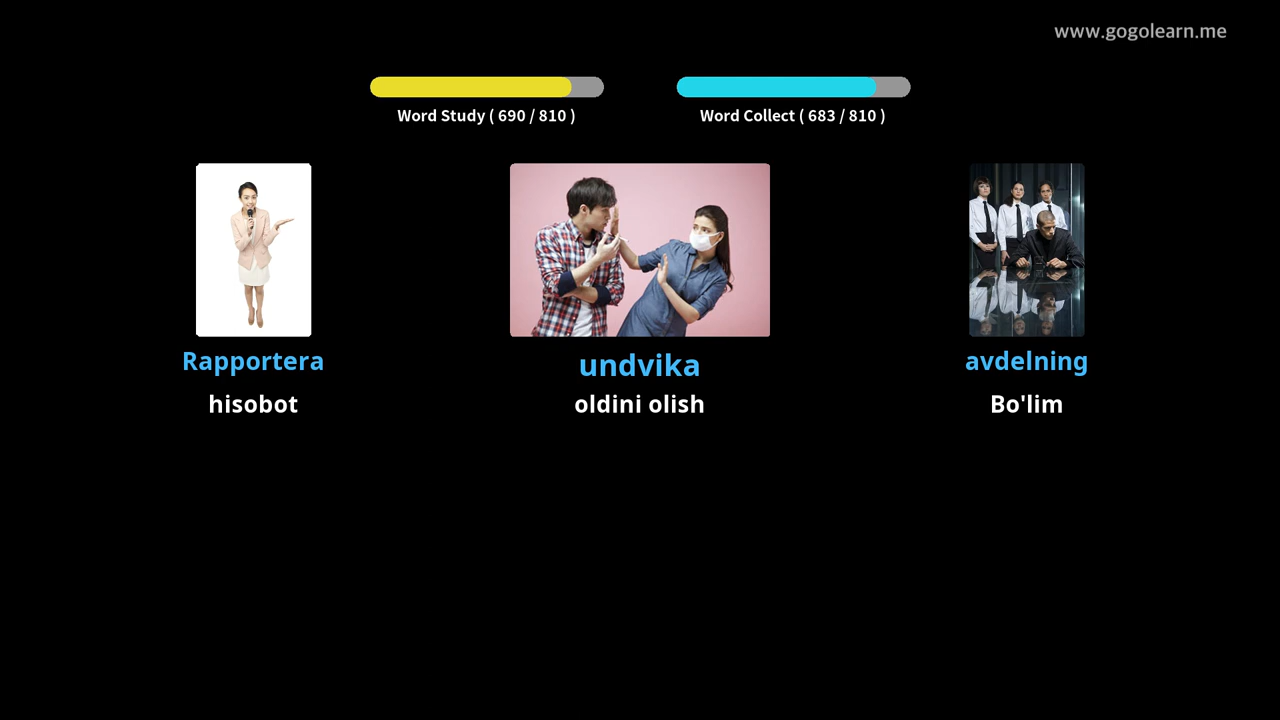 www.gogolearn.me
Word Study ( 690 / 810 )
Word Collect ( 683 / 810 )
Rapportera
undvika
avdelning
hisobot
oldini olish
Bo'lim